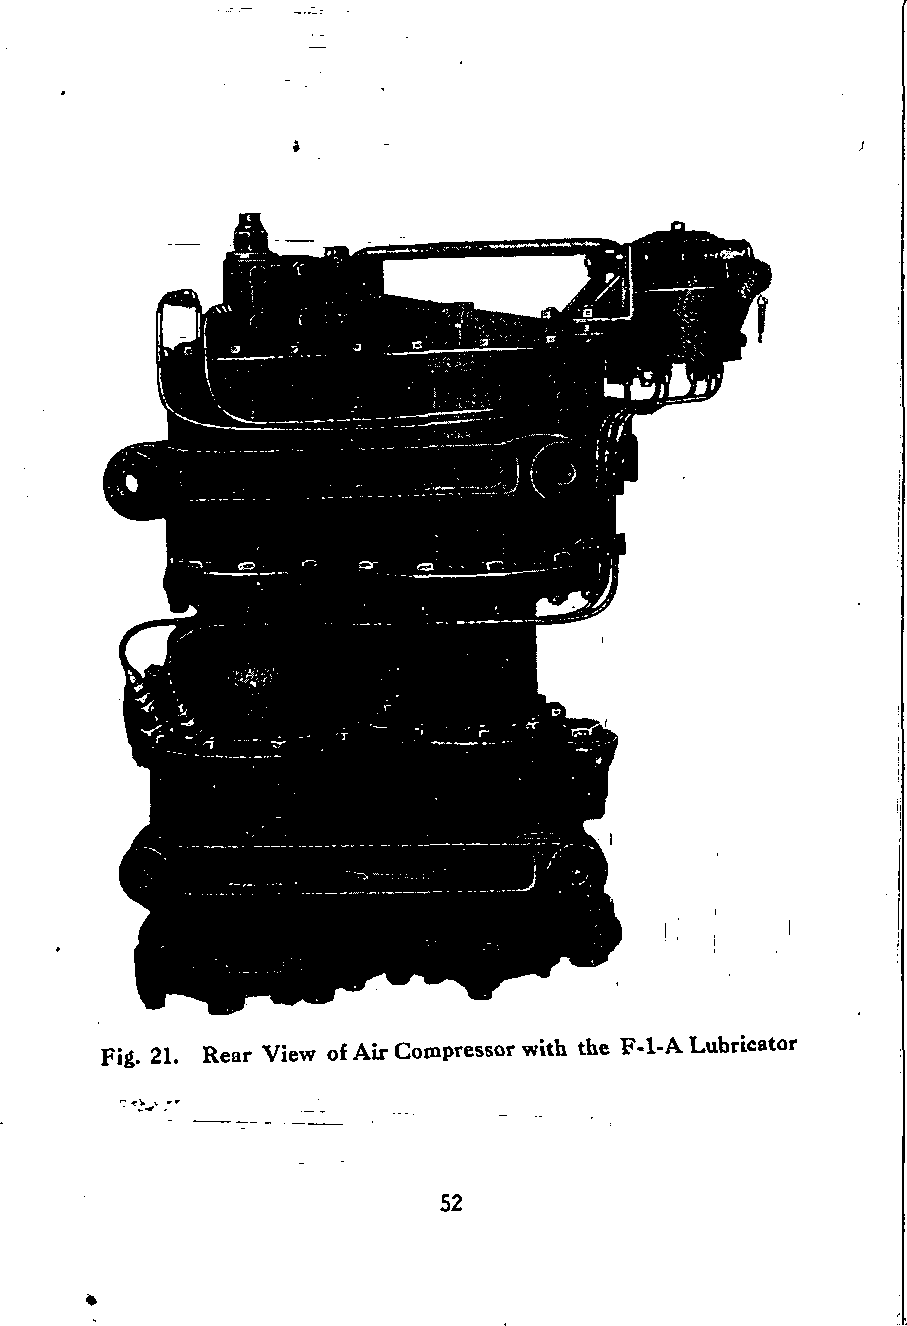 Fig. 21. Rear View of Air Compressor with the F-1-A Lubricator
52